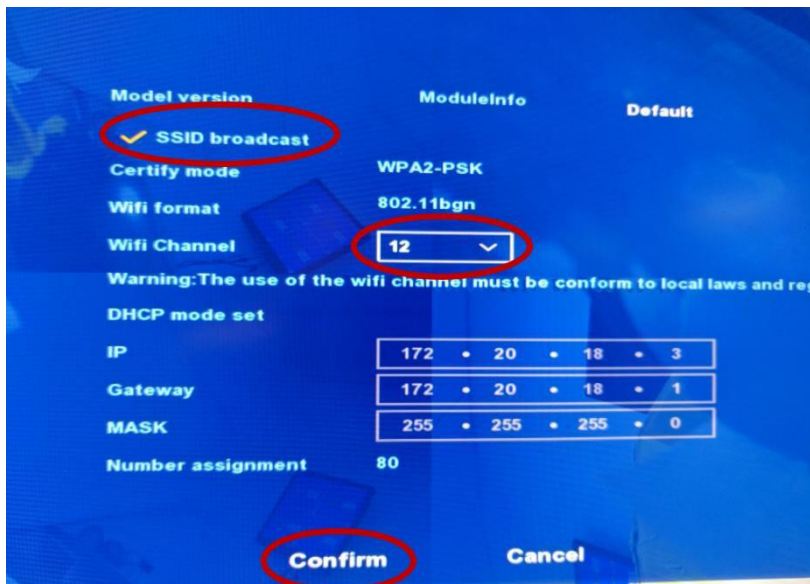 Model version ModuleInfo Default
SSID broadcast
Certify mode WPA2-PSK
Wifi format 802.11bgn
Wifi Channel 12
Warning:The use of the wifi channel must be conform to local laws and
DHCP mode set
IP 172 • 20 • 18 • 3
Gateway 172 • 20 • 18 • 1
MASK 255 • 255 • 255 • 0
Number assignment 80
Confirm Cancel